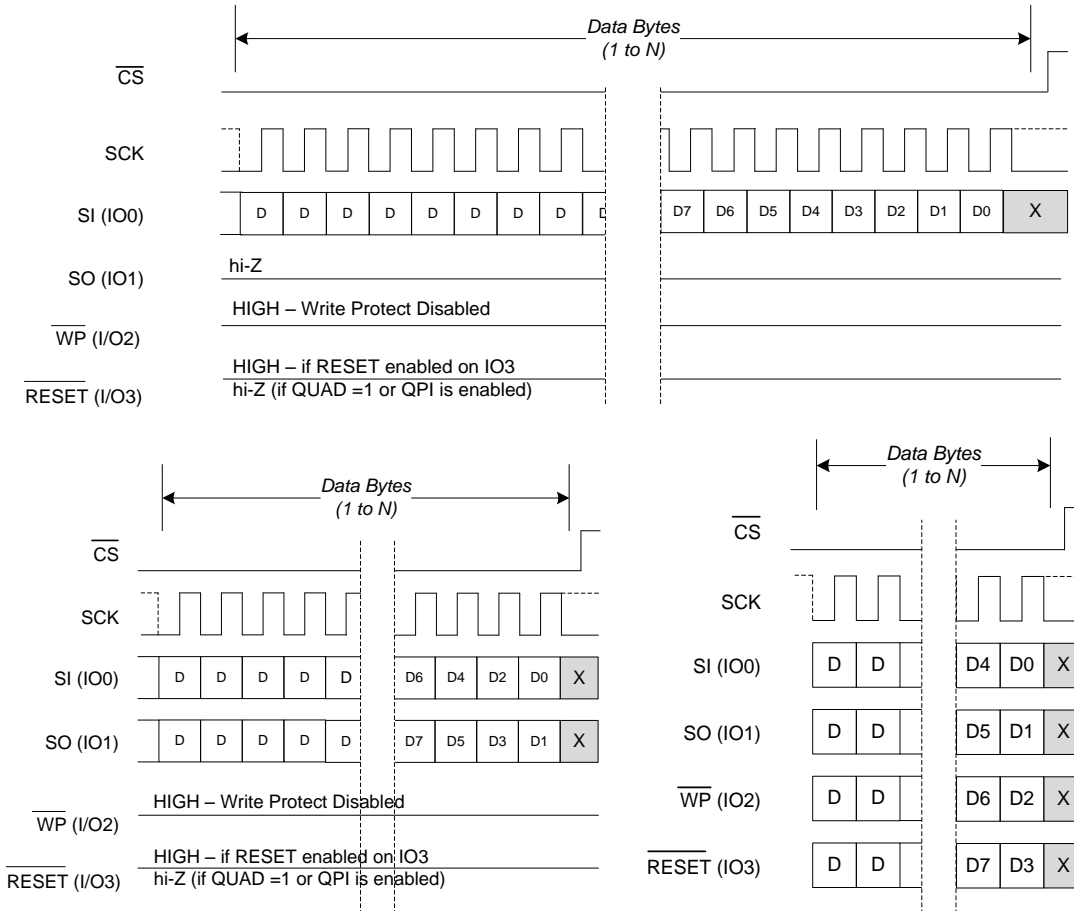 Data Bytes
(1 to N)
CS
SCK
SI (IO0)
D D D D D D D D D D7 D6 D5 D4 D3 D2 D1 D0 X
SO (IO1)
hi-Z
HIGH – Write Protect Disabled
WP (I/O2)
HIGH – if RESET enabled on IO3
RESET (I/O3)
hi-Z (if QUAD =1 or QPI is enabled)
Data Bytes
(1 to N)
CS
SCK
SI (IO0)
D D D D D D6 D4 D2 D0 X
SO (IO1)
D D D D D D7 D5 D3 D1 X
HIGH – Write Protect Disabled
WP (I/O2)
HIGH – if RESET enabled on IO3
RESET (I/O3)
hi-Z (if QUAD =1 or QPI is enabled)
Data Bytes
(1 to N)
CS
SCK
SI (IO0)
D D D4 D0 X
SO (IO1)
D D D5 D1 X
WP (IO2)
D D D6 D2 X
RESET (IO3)
D D D7 D3 X